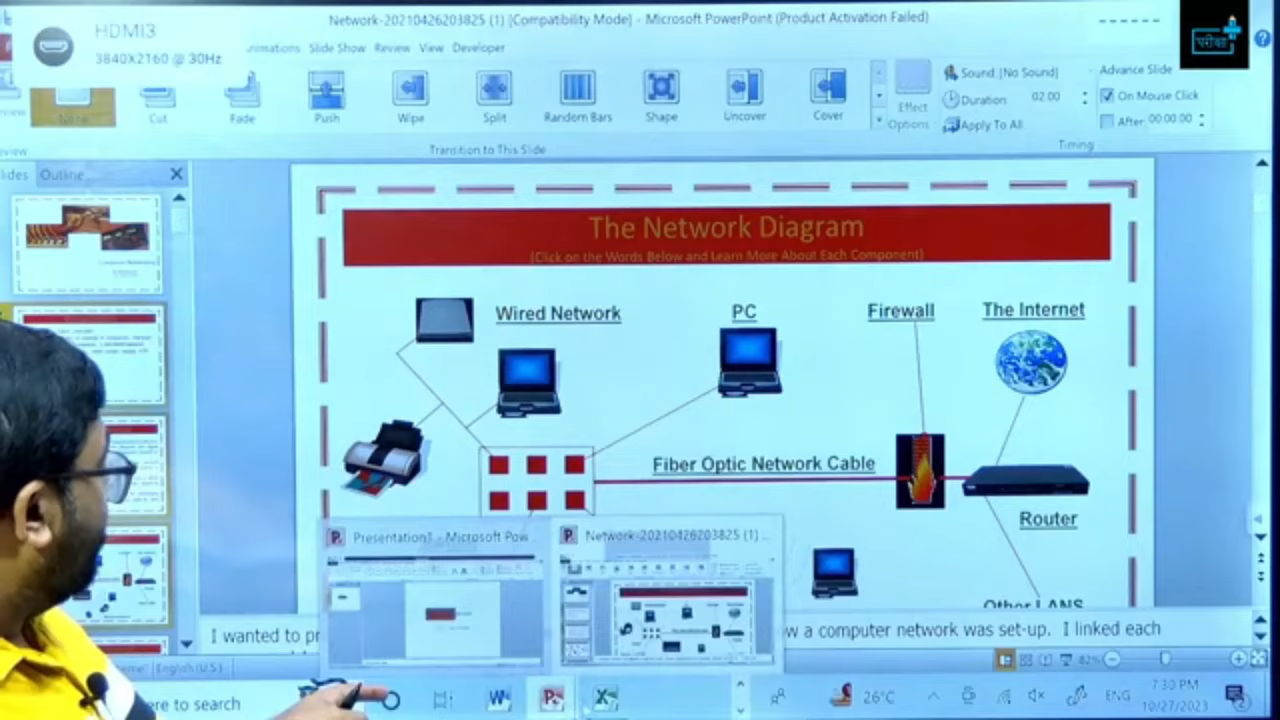 Network-20210426203825 (1) [Compatibility Mode] - Microsoft PowerPoint (Product Activation Failed)
HDMI3
3840X2160 @ 30Hz
परीक्षा
Slide Show Review View Developer
None Cut Fade Push Wipe Split Random Bars Shape Uncover Cover
Effect
Options
Sound [No Sound]
Duration 02.00
Apply To All
Advance Slide
On Mouse Click
After: 00:00.00
Transition to This Slide
Timing
Outline
The Network Diagram
(Click on the Words Below and Learn More About Each Component)
Wired Network
PC
Firewall
The Internet
Fiber Optic Network Cable
Router
Other LANS
Presentation1 - Microsoft Pow
Network-20210426203825 (1) ...
I wanted to pr
w a computer network was set-up. I linked each
English (U.S.)
82%
ere to search
26°C
ENG
7:30 PM
10/27/2023